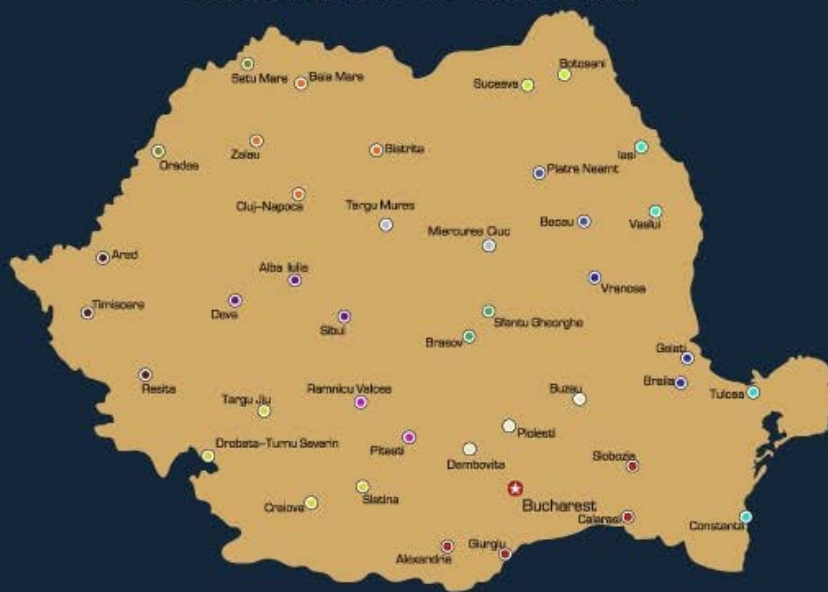 Botosani
Satu Mare
Baia Mare
Suceava
Oradea
Zalau
Bistrita
Iasi
Piatra Neamt
Cluj-Napoca
Targu Mures
Miercurea Ciuc
Bacau
Vaslui
Arad
Alba Iulia
Vrancea
Timisoara
Deva
Sibui
Sfantu Gheorghe
Brasov
Galati
Resita
Targu Jiu
Ramnicu Valcea
Buzau
Braila
Tulcea
Drobata-Turnu Severin
Pitesti
Ploiesti
Dambovita
Slobozia
Craiova
Slatina
Bucharest
Calarasi
Constanta
Alexandria
Giurgiu